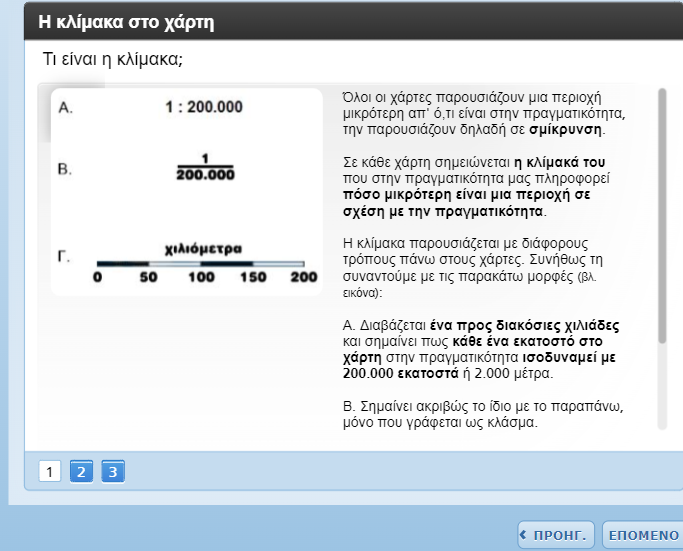 Η κλίμακα στο χάρτη
Τι είναι η κλίμακα;
Α. 1 : 200.000
Β. 1
200.000
Γ. χιλιόμετρα
0 50 100 150 200
Όλοι οι χάρτες παρουσιάζουν μια περιοχή
μικρότερη απ' ό,τι είναι στην πραγματικότητα,
την παρουσιάζουν δηλαδή σε σμίκρυνση.
Σε κάθε χάρτη σημειώνεται η κλίμακά του
που στην πραγματικότητα μας πληροφορεί
πόσο μικρότερη είναι μια περιοχή σε
σχέση με την πραγματικότητα.
Η κλίμακα παρουσιάζεται με διάφορους
τρόπους πάνω στους χάρτες. Συνήθως τη
συναντούμε με τις παρακάτω μορφές (βλ.
εικόνα):
Α. Διαβάζεται ένα προς διακόσιες χιλιάδες
και σημαίνει πως κάθε ένα εκατοστό στο
χάρτη στην πραγματικότητα ισοδυναμεί με
200.000 εκατοστά ή 2.000 μέτρα.
Β. Σημαίνει ακριβώς το ίδιο με το παραπάνω,
μόνο που γράφεται ως κλάσμα.
1 2 3
ΠΡΟΗΓ. ΕΠΟΜΕΝΟ